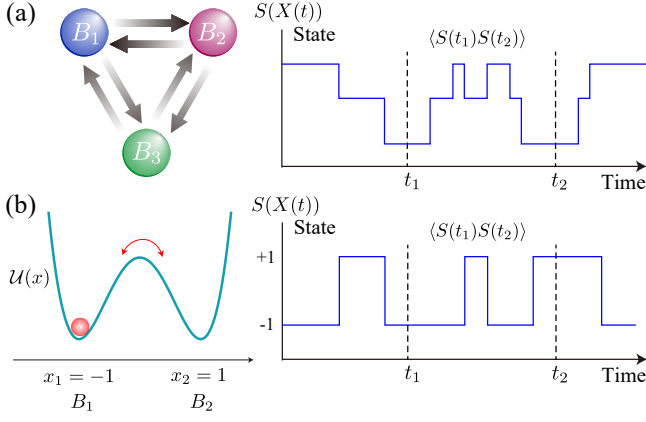 (a)
B₁
B₂
B₃
S(X(t))
State
⟨S(t₁)S(t₂)⟩
t₁
t₂
Time
(b)
𝒰(x)
x₁ = −1
x₂ = 1
B₁
B₂
S(X(t))
State
⟨S(t₁)S(t₂)⟩
+1
-1
t₁
t₂
Time